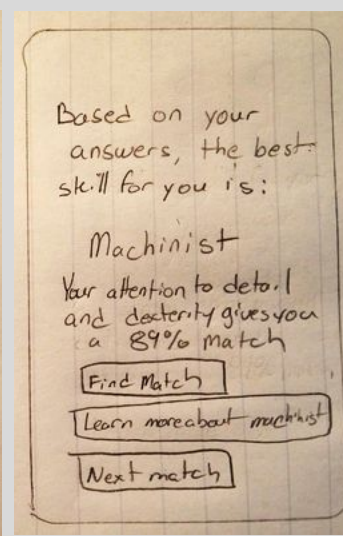 Based on your
answers, the best
skill for you is:
Machinist
Your attention to detail
and dexterity gives you
a 89% match
Find Match
Learn more about machinist
Next match